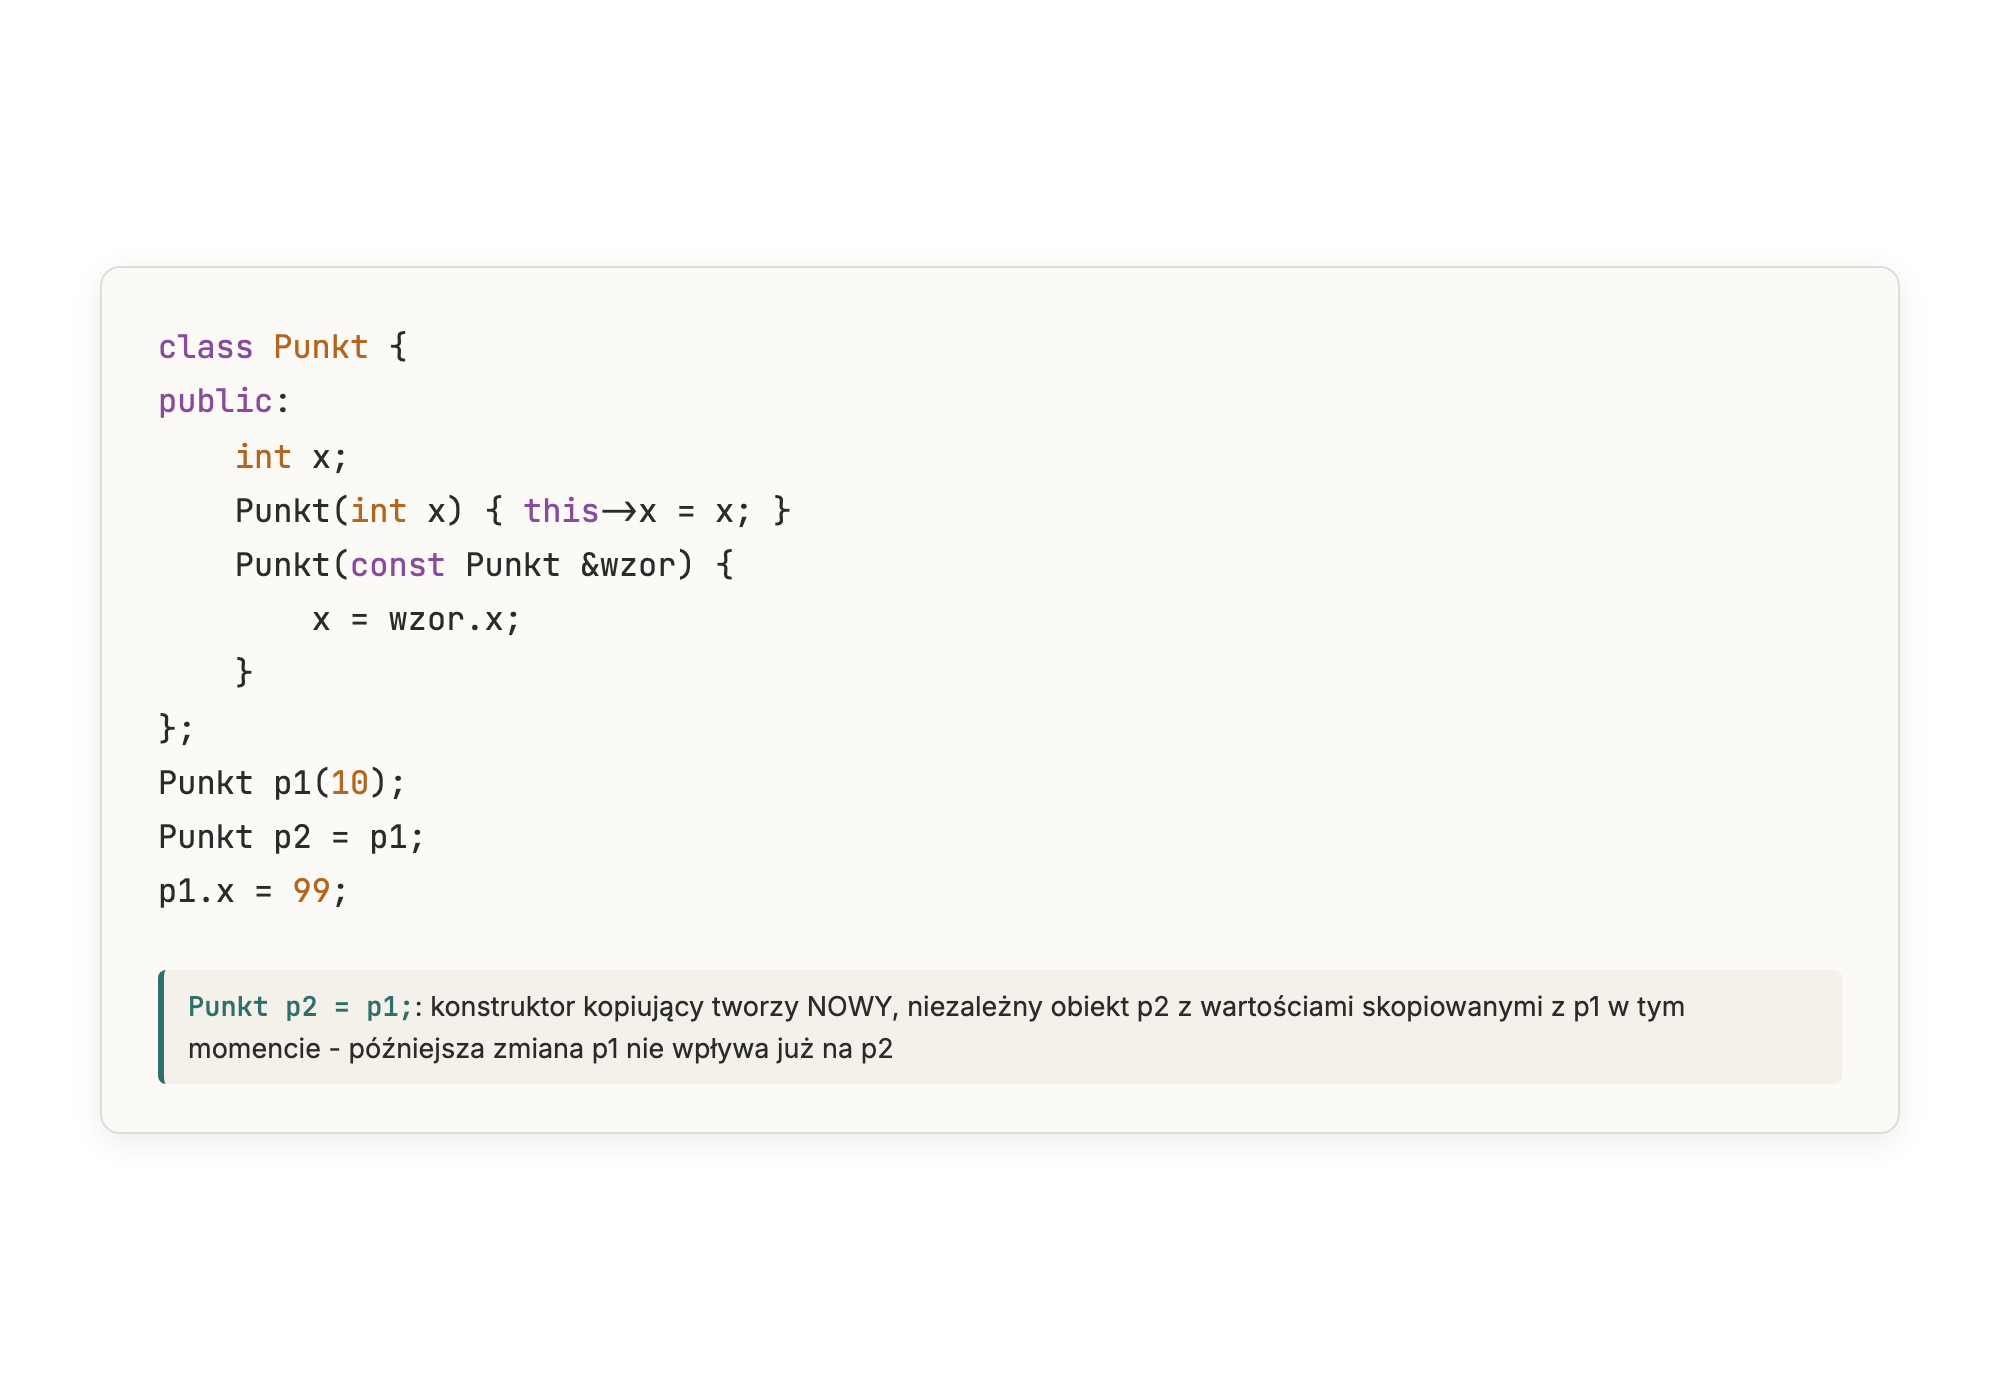 class Punkt {
public:
    int x;
    Punkt(int x) { this->x = x; }
    Punkt(const Punkt &wzor) {
        x = wzor.x;
    }
};
Punkt p1(10);
Punkt p2 = p1;
p1.x = 99;
Punkt p2 = p1;: konstruktor kopiujący tworzy NOWY, niezależny obiekt p2 z wartościami skopiowanymi z p1 w tym
momencie - późniejsza zmiana p1 nie wpływa już na p2